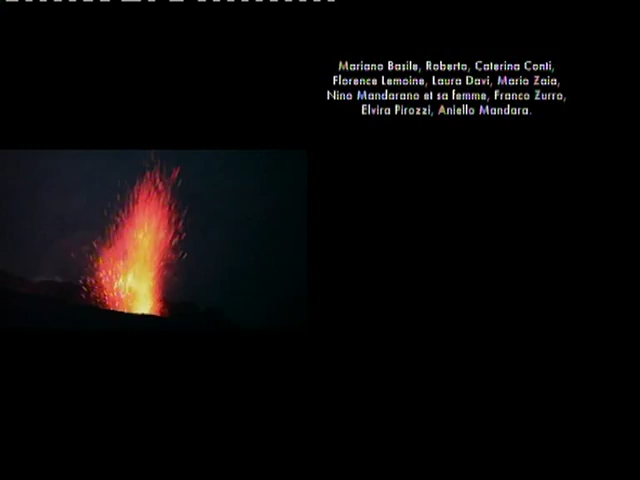 Mariano Basile, Roberto, Caterina Conti,
Florence Lemoine, Laura Davi, Mario Zaia,
Nino Mandarano et sa femme, Franco Zurro,
Elvira Pirozzi, Aniello Mandara.